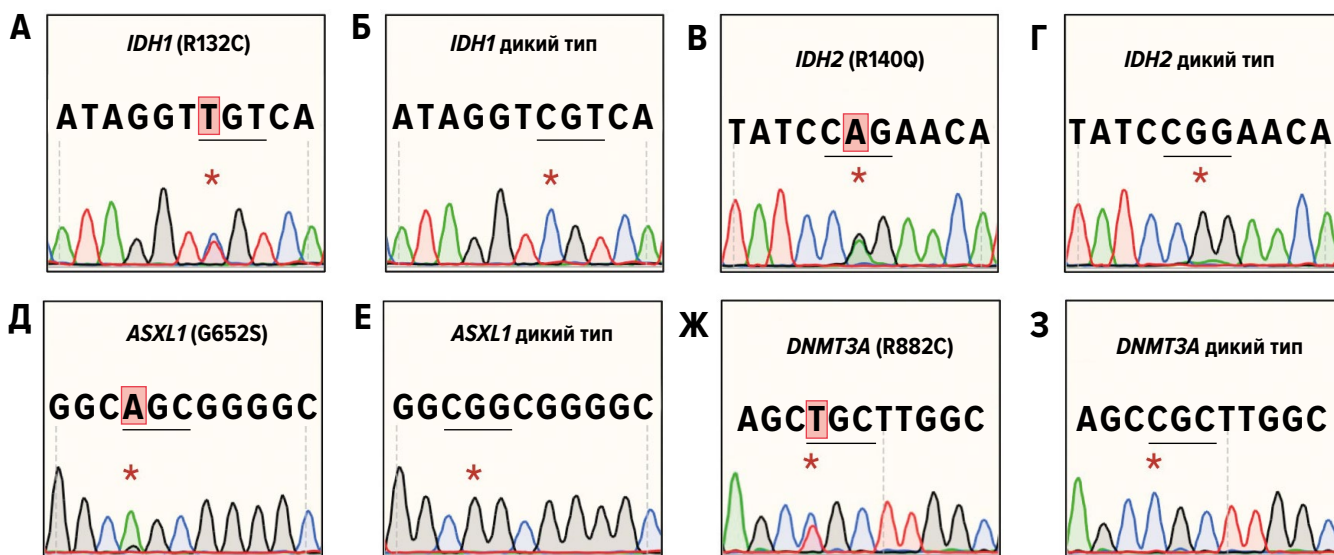 А
IDH1 (R132C)
ATAGGTTGTCA
*
Б
IDH1 дикий тип
ATAGGTCGTCA
*
В
IDH2 (R140Q)
TATCCAGAACA
*
Г
IDH2 дикий тип
TATCCGGAACA
*
Д
ASXL1 (G652S)
GGCAGCGGGGC
*
Е
ASXL1 дикий тип
GGCGGCGGGGC
*
Ж
DNMT3A (R882C)
AGCTGCTTGGC
*
З
DNMT3A дикий тип
AGCCGCTTGGC
*